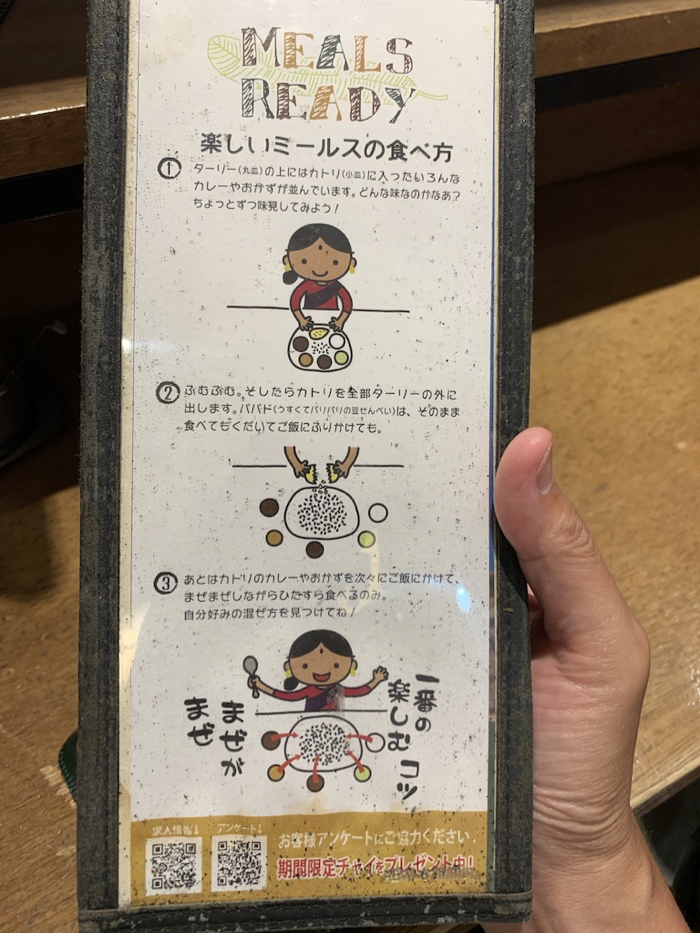 MEALS
READY
楽しいミールスの食べ方
① ターリー(丸皿)の上にはカトリ(小皿)に入ったいろんな
カレーやおかずが並んでいます。どんな味なのかなあ?
ちょっとずつ味見してみよう!
② ふむふむ。そしたらカトリを全部ターリーの外に
出します。パパド(うすくてパリパリの豆せんべい)は、そのまま
食べてもくだいてご飯にふりかけても。
③ あとはカトリのカレーやおかずを次々にご飯にかけて、
まぜまぜしながらひたすら食べるのみ。
自分好みの混ぜ方を見つけてね!
一番の
楽しむコツ
まぜが
まぜ
求人情報↓
アンケート↓
お客様アンケートにご協力ください.
期間限定チャイをプレゼント中!